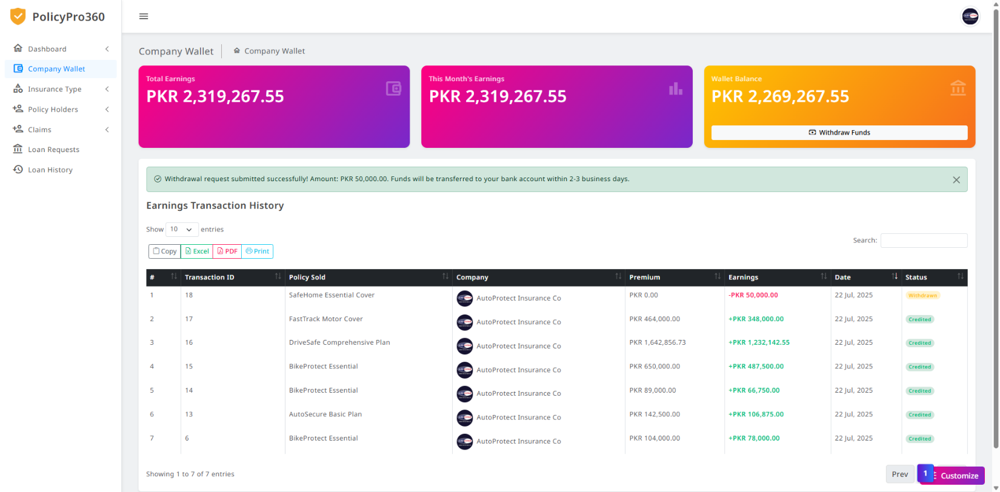 PolicyPro360
Dashboard
Company Wallet
Insurance Type
Policy Holders
Claims
Loan Requests
Loan History
Company Wallet
Company Wallet
Total Earnings
PKR 2,319,267.55
This Month's Earnings
PKR 2,319,267.55
Wallet Balance
PKR 2,269,267.55
Withdraw Funds
Withdrawal request submitted successfully! Amount: PKR 50,000.00. Funds will be transferred to your bank account within 2-3 business days.
Earnings Transaction History
Show 10 entries
Search:
Copy Excel PDF Print
# Transaction ID Policy Sold Company Premium Earnings Date Status
1 18 SafeHome Essential Cover AutoProtect Insurance Co PKR 0.00 -PKR 50,000.00 22 Jul, 2025 Withdrawn
2 17 FastTrack Motor Cover AutoProtect Insurance Co PKR 464,000.00 +PKR 348,000.00 22 Jul, 2025 Credited
3 16 DriveSafe Comprehensive Plan AutoProtect Insurance Co PKR 1,642,856.73 +PKR 1,232,142.55 22 Jul, 2025 Credited
4 15 BikeProtect Essential AutoProtect Insurance Co PKR 650,000.00 +PKR 487,500.00 22 Jul, 2025 Credited
5 14 BikeProtect Essential AutoProtect Insurance Co PKR 89,000.00 +PKR 66,750.00 22 Jul, 2025 Credited
6 13 AutoSecure Basic Plan AutoProtect Insurance Co PKR 142,500.00 +PKR 106,875.00 22 Jul, 2025 Credited
7 6 BikeProtect Essential AutoProtect Insurance Co PKR 104,000.00 +PKR 78,000.00 22 Jul, 2025 Credited
Showing 1 to 7 of 7 entries
Prev 1 Customize